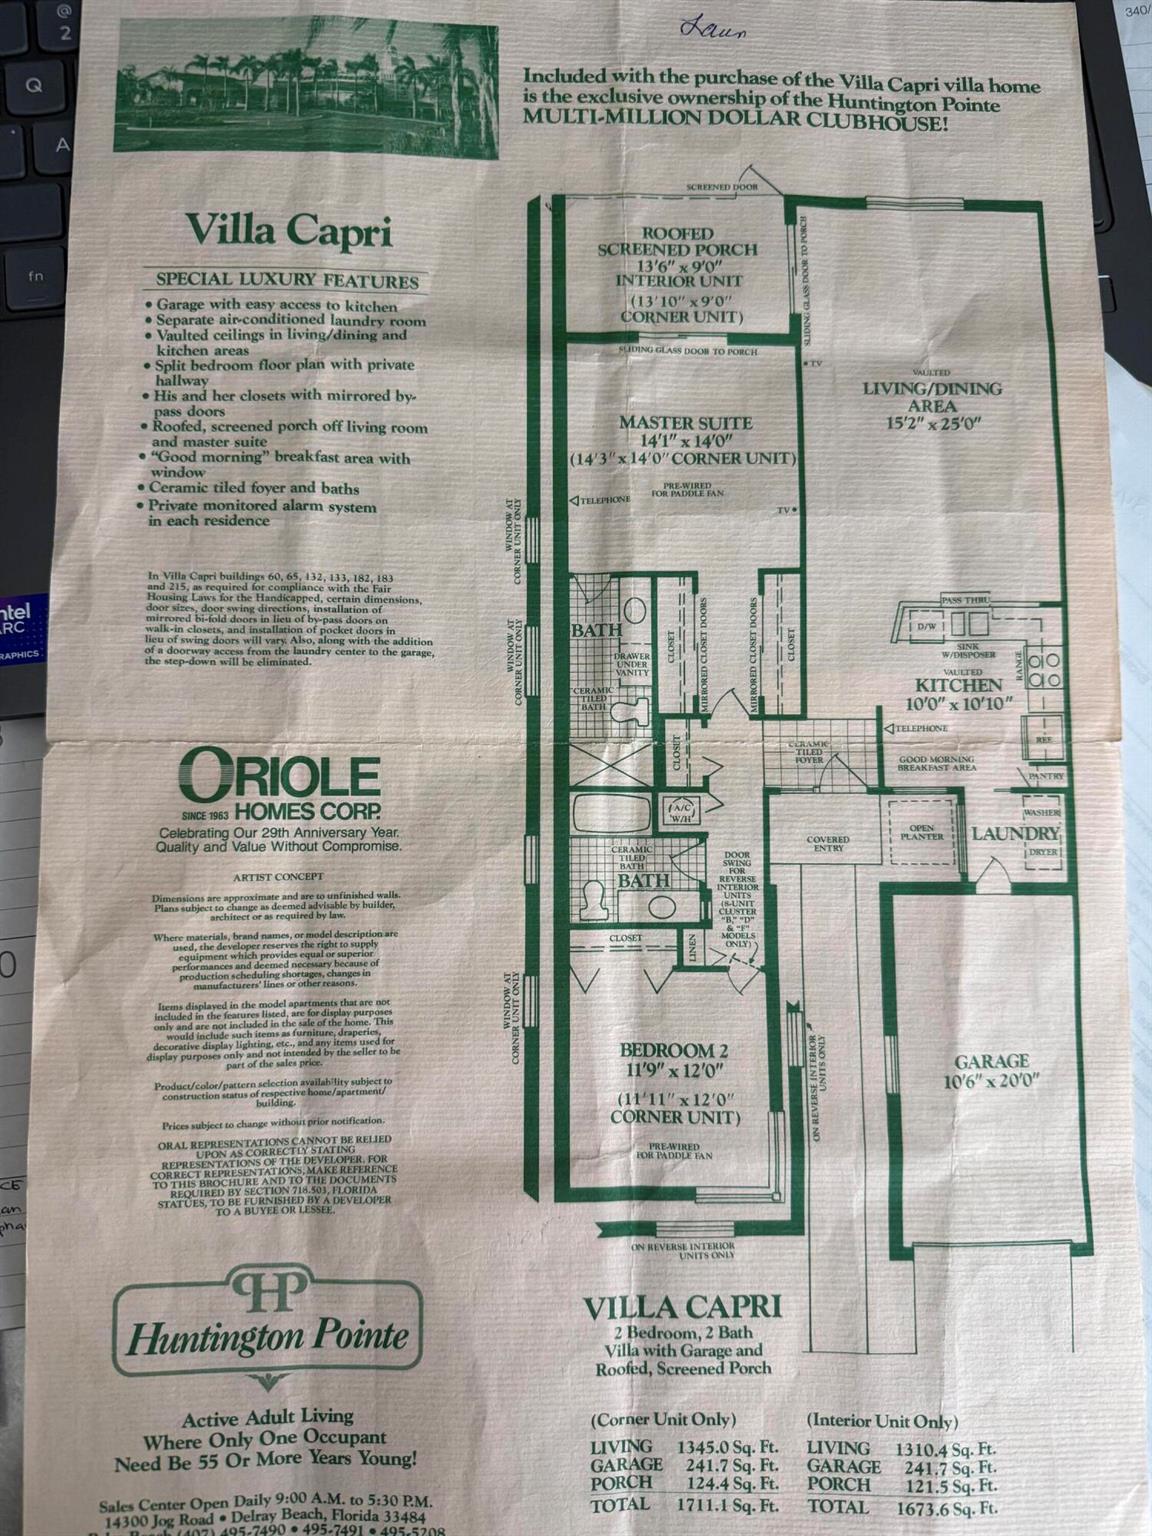 @
2
Q
A
fn
340/
Included with the purchase of the Villa Capri villa home
is the exclusive ownership of the Huntington Pointe
MULTI-MILLION DOLLAR CLUBHOUSE!
Villa Capri
SPECIAL LUXURY FEATURES
• Garage with easy access to kitchen
• Separate air-conditioned laundry room
• Vaulted ceilings in living/dining and
kitchen areas
• Split bedroom floor plan with private
hallway
• His and her closets with mirrored by-
pass doors
• Roofed, screened porch off living room
and master suite
• "Good morning" breakfast area with
window
• Ceramic tiled foyer and baths
• Private monitored alarm system
in each residence
In Villa Capri buildings 60, 65, 132, 133, 182, 183
and 215, as required for compliance with the Fair
Housing Laws for the Handicapped, certain dimensions,
door sizes, door swing directions, installation of
mirrored bi-fold doors in lieu of by-pass doors on
walk-in closets, and installation of pocket doors in
lieu of swing doors will vary. Also, along with the addition
of a doorway access from the laundry center to the garage,
the step-down will be eliminated.
ORIOLE
SINCE 1963 HOMES CORP.
Celebrating Our 29th Anniversary Year.
Quality and Value Without Compromise.
ARTIST CONCEPT
Dimensions are approximate and are to unfinished walls.
Plans subject to change as deemed advisable by builder,
architect or as required by law.
Where materials, brand names, or model description are
used, the developer reserves the right to supply
equipment which provides equal or superior
performances and deemed necessary because of
production scheduling shortages, changes in
manufacturers' lines or other reasons.
Items displayed in the model apartments that are not
included in the features listed, are for display purposes
only and are not included in the sale of the home. This
would include such items as furniture, draperies,
decorative display lighting, etc., and any items used for
display purposes only and not intended by the seller to be
part of the sales price.
Product/color/pattern selection availability subject to
construction status of respective home/apartment/
building.
Prices subject to change without prior notification.
ORAL REPRESENTATIONS CANNOT BE RELIED
UPON AS CORRECTLY STATING
REPRESENTATIONS OF THE DEVELOPER. FOR
CORRECT REPRESENTATIONS, MAKE REFERENCE
TO THIS BROCHURE AND TO THE DOCUMENTS
REQUIRED BY SECTION 718.503, FLORIDA
STATUES, TO BE FURNISHED BY A DEVELOPER
TO A BUYEE OR LESSEE.
HP
Huntington Pointe
Active Adult Living
Where Only One Occupant
Need Be 55 Or More Years Young!
Sales Center Open Daily 9:00 A.M. to 5:30 P.M.
14300 Jog Road • Delray Beach, Florida 33484
(407) 495-7490 • 495-7491 • 495-5208
SCREENED DOOR
ROOFED
SCREENED PORCH
13'6" x 9'0"
INTERIOR UNIT
(13'10" x 9'0"
CORNER UNIT)
SLIDING GLASS DOOR TO PORCH
SLIDING GLASS DOOR TO PORCH
TV
VAULTED
LIVING/DINING
AREA
15'2" x 25'0"
MASTER SUITE
14'1" x 14'0"
(14'3" x 14'0" CORNER UNIT)
PRE-WIRED
FOR PADDLE FAN
TELEPHONE
TV
WINDOW AT
CORNER UNIT ONLY
WINDOW AT
CORNER UNIT ONLY
BATH
DRAWER
UNDER
VANITY
CERAMIC
TILED
BATH
CLOSET
MIRRORED CLOSET DOORS
MIRRORED CLOSET DOORS
CLOSET
PASS THRU
D/W
SINK
W/DISPOSER
RANGE
VAULTED
KITCHEN
10'0" x 10'10"
TELEPHONE
REF.
GOOD MORNING
BREAKFAST AREA
PANTRY
CLOSET
CERAMIC
TILED
FOYER
A/C
W/H
COVERED
ENTRY
OPEN
PLANTER
WASHER
LAUNDRY
DRYER
CERAMIC
TILED
BATH
BATH
DOOR
SWING
FOR
REVERSE
INTERIOR
UNITS
(8-UNIT
CLUSTER
"B," "D"
& "F"
MODELS
ONLY)
CLOSET
LINEN
WINDOW AT
CORNER UNIT ONLY
BEDROOM 2
11'9" x 12'0"
(11'11" x 12'0"
CORNER UNIT)
PRE-WIRED
FOR PADDLE FAN
ON REVERSE INTERIOR
UNITS ONLY
GARAGE
10'6" x 20'0"
ON REVERSE INTERIOR
UNITS ONLY
VILLA CAPRI
2 Bedroom, 2 Bath
Villa with Garage and
Roofed, Screened Porch
(Corner Unit Only)
LIVING 1345.0 Sq. Ft.
GARAGE 241.7 Sq. Ft.
PORCH 124.4 Sq. Ft.
TOTAL 1711.1 Sq. Ft.
(Interior Unit Only)
LIVING 1310.4 Sq. Ft.
GARAGE 241.7 Sq. Ft.
PORCH 121.5 Sq. Ft.
TOTAL 1673.6 Sq. Ft.